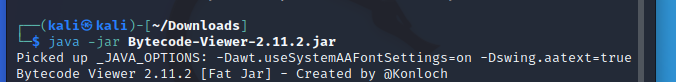 ┌──(kali㉿kali)-[~/Downloads]
└─$ java -jar Bytecode-Viewer-2.11.2.jar
Picked up _JAVA_OPTIONS: -Dawt.useSystemAAFontSettings=on -Dswing.aatext=true
Bytecode Viewer 2.11.2 [Fat Jar] - Created by @Konloch